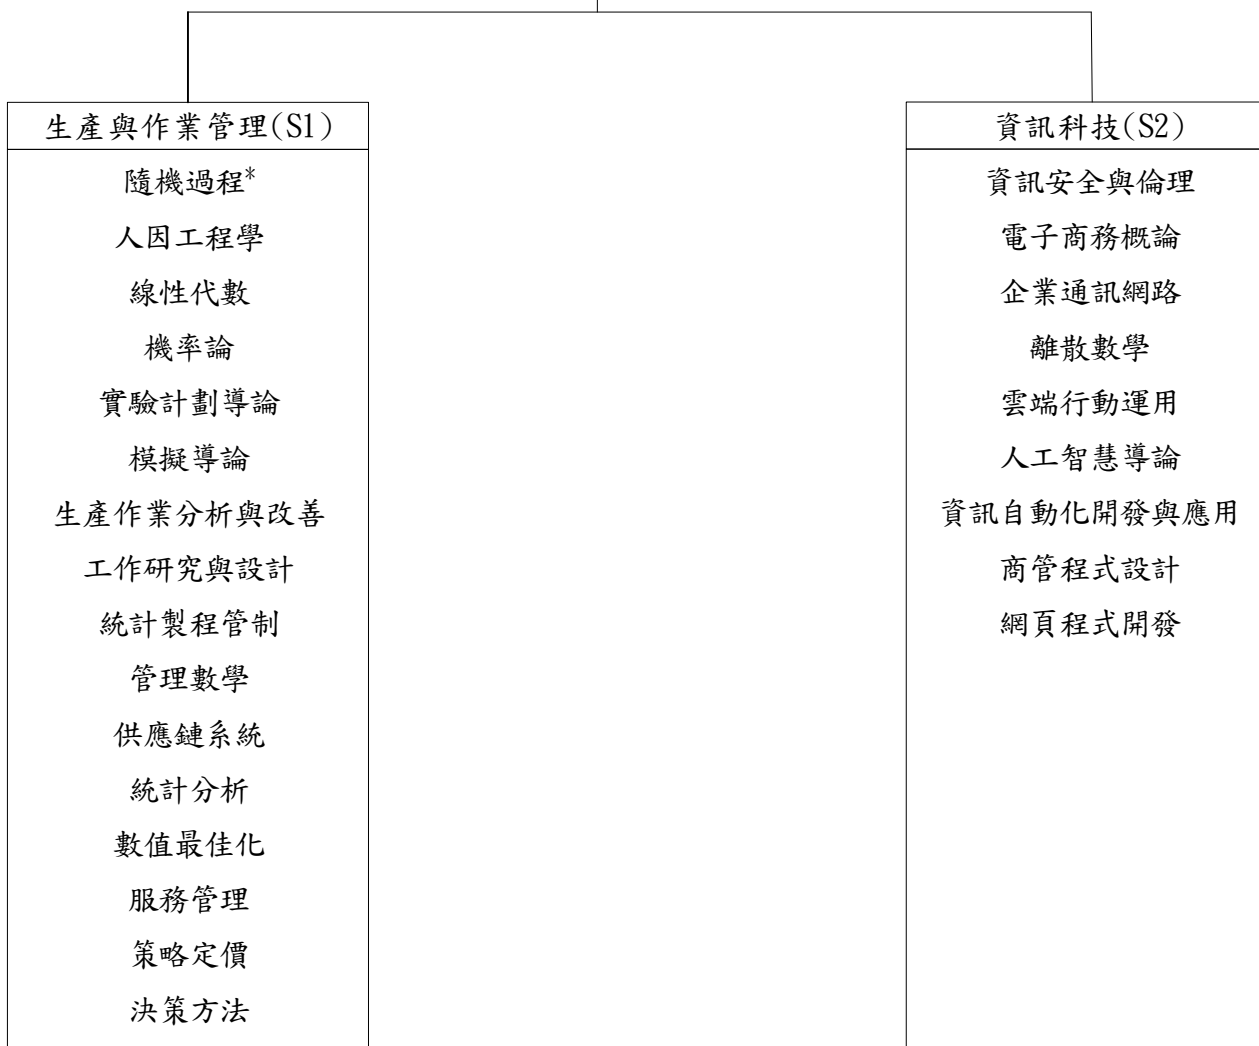 生產與作業管理(S1)
隨機過程*
人因工程學
線性代數
機率論
實驗計劃導論
模擬導論
生產作業分析與改善
工作研究與設計
統計製程管制
管理數學
供應鏈系統
統計分析
數值最佳化
服務管理
策略定價
決策方法
資訊科技(S2)
資訊安全與倫理
電子商務概論
企業通訊網路
離散數學
雲端行動運用
人工智慧導論
資訊自動化開發與應用
商管程式設計
網頁程式開發